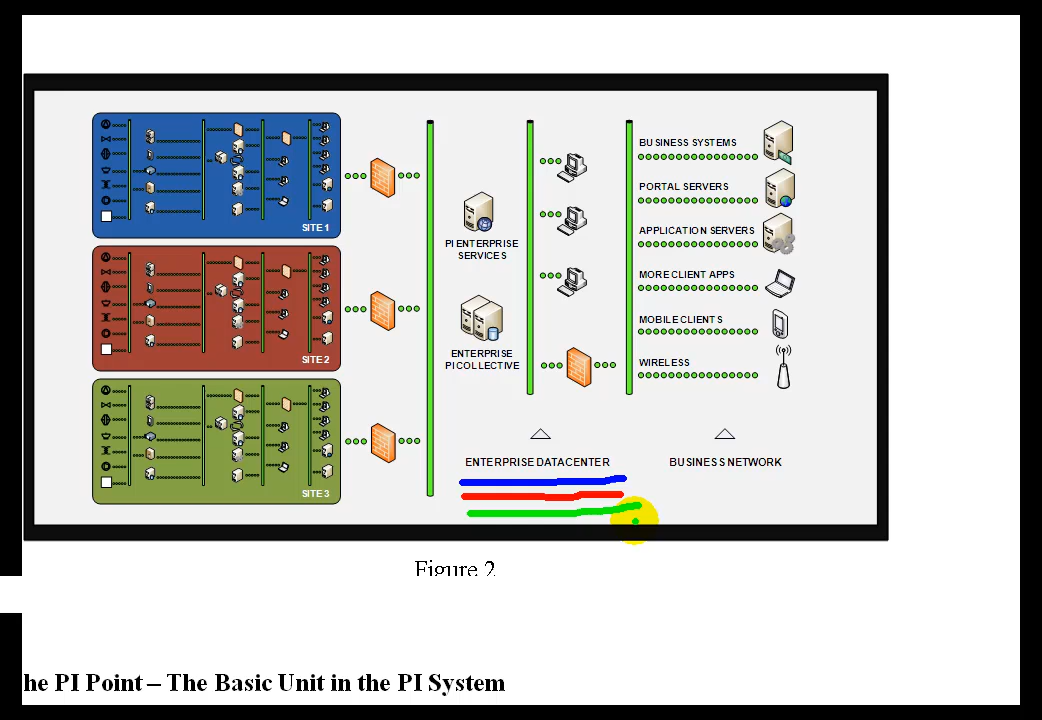 SITE 1
SITE 2
SITE 3
PI ENTERPRISE
SERVICES
ENTERPRISE
PI COLLECTIVE
BUSINESS SYSTEMS
PORTAL SERVERS
APPLICATION SERVERS
MORE CLIENT APPS
MOBILE CLIENTS
WIRELESS
ENTERPRISE DATACENTER
BUSINESS NETWORK
Figure 2
he PI Point – The Basic Unit in the PI System